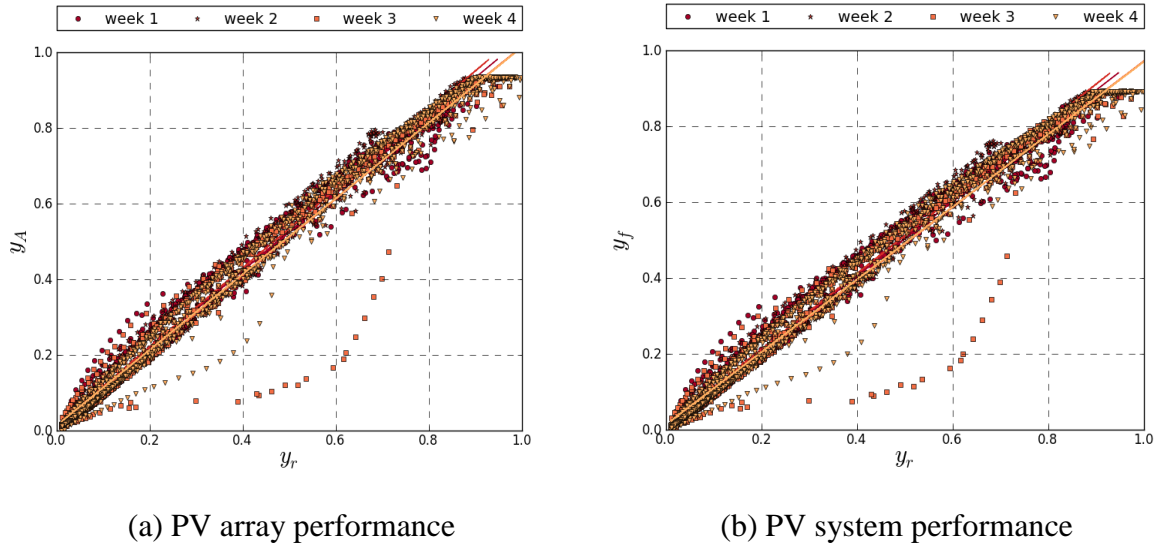 week 1 week 2 week 3 week 4
1.0
0.8
0.6
0.4
0.2
0.0
0.0 0.2 0.4 0.6 0.8 1.0
y_A
y_r
week 1 week 2 week 3 week 4
1.0
0.8
0.6
0.4
0.2
0.0
0.0 0.2 0.4 0.6 0.8 1.0
y_f
y_r
(a) PV array performance
(b) PV system performance